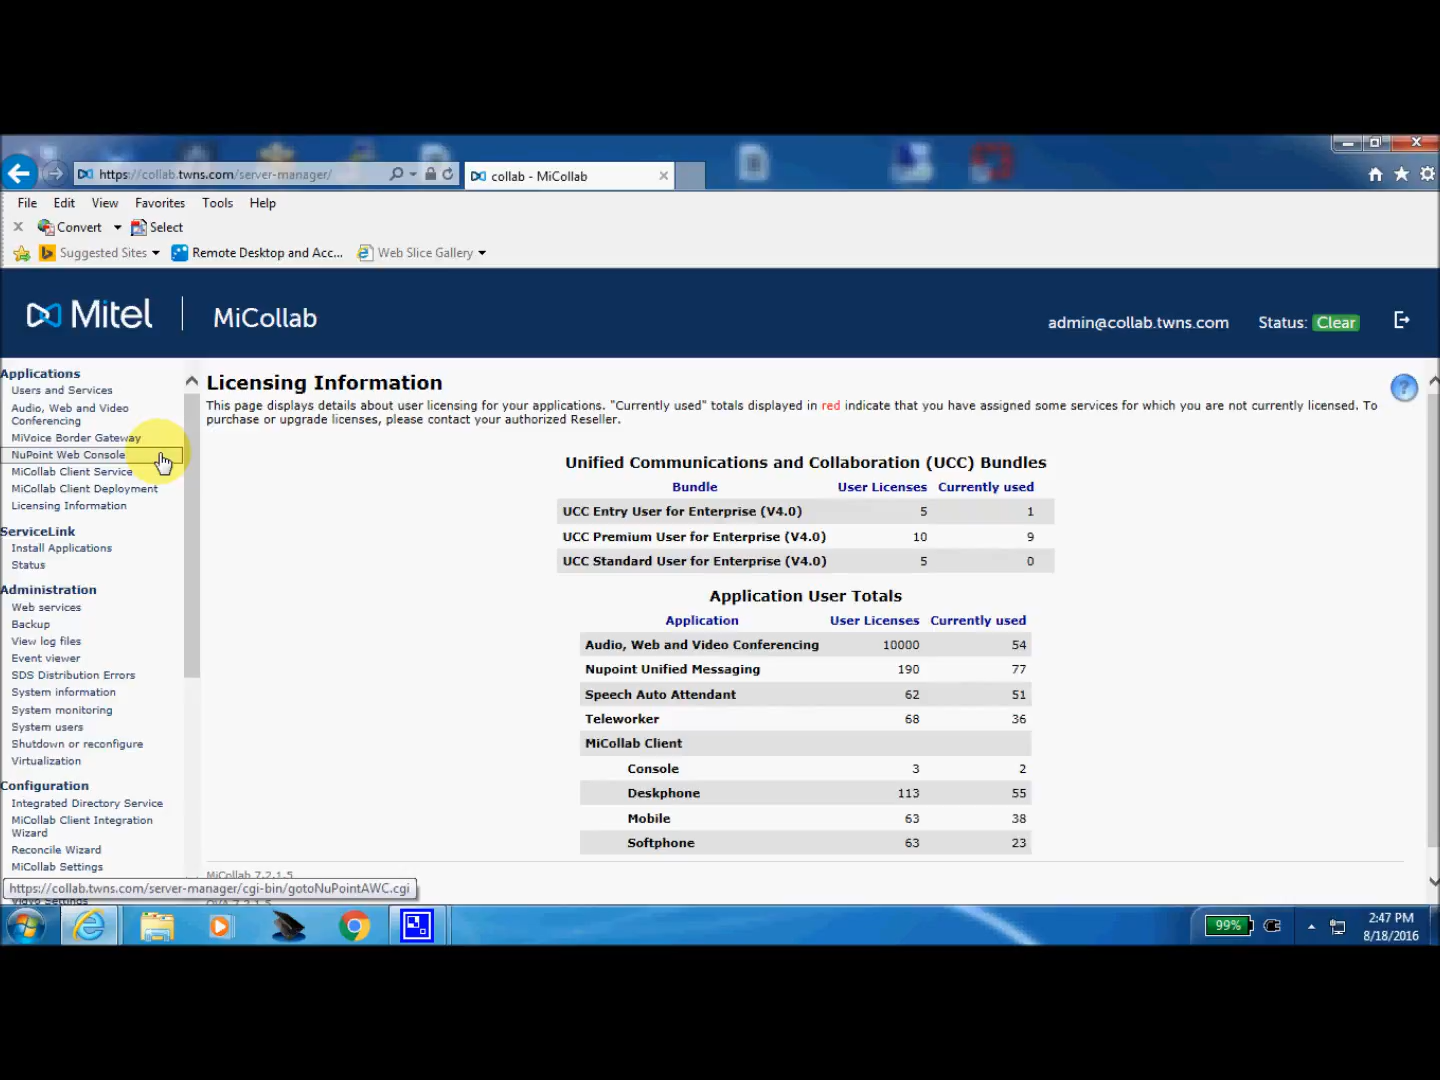 https://collab.twns.com/server-manager/
collab - MiCollab
File Edit View Favorites Tools Help
Convert Select
Suggested Sites Remote Desktop and Acc... Web Slice Gallery
Mitel MiCollab
admin@collab.twns.com Status: Clear
Applications
Users and Services
Audio, Web and Video
Conferencing
MiVoice Border Gateway
NuPoint Web Console
MiCollab Client Service
MiCollab Client Deployment
Licensing Information
ServiceLink
Install Applications
Status
Administration
Web services
Backup
View log files
Event viewer
SDS Distribution Errors
System information
System monitoring
System users
Shutdown or reconfigure
Virtualization
Configuration
Integrated Directory Service
MiCollab Client Integration
Wizard
Reconcile Wizard
MiCollab Settings
Licensing Information
This page displays details about user licensing for your applications. "Currently used" totals displayed in red indicate that you have assigned some services for which you are not currently licensed. To
purchase or upgrade licenses, please contact your authorized Reseller.
Unified Communications and Collaboration (UCC) Bundles
Bundle User Licenses Currently used
UCC Entry User for Enterprise (V4.0) 5 1
UCC Premium User for Enterprise (V4.0) 10 9
UCC Standard User for Enterprise (V4.0) 5 0
Application User Totals
Application User Licenses Currently used
Audio, Web and Video Conferencing 10000 54
Nupoint Unified Messaging 190 77
Speech Auto Attendant 62 51
Teleworker 68 36
MiCollab Client
Console 3 2
Deskphone 113 55
Mobile 63 38
Softphone 63 23
MiCollab 7.2.1.5
https://collab.twns.com/server-manager/cgi-bin/gotoNuPointAWC.cgi
99%
2:47 PM
8/18/2016